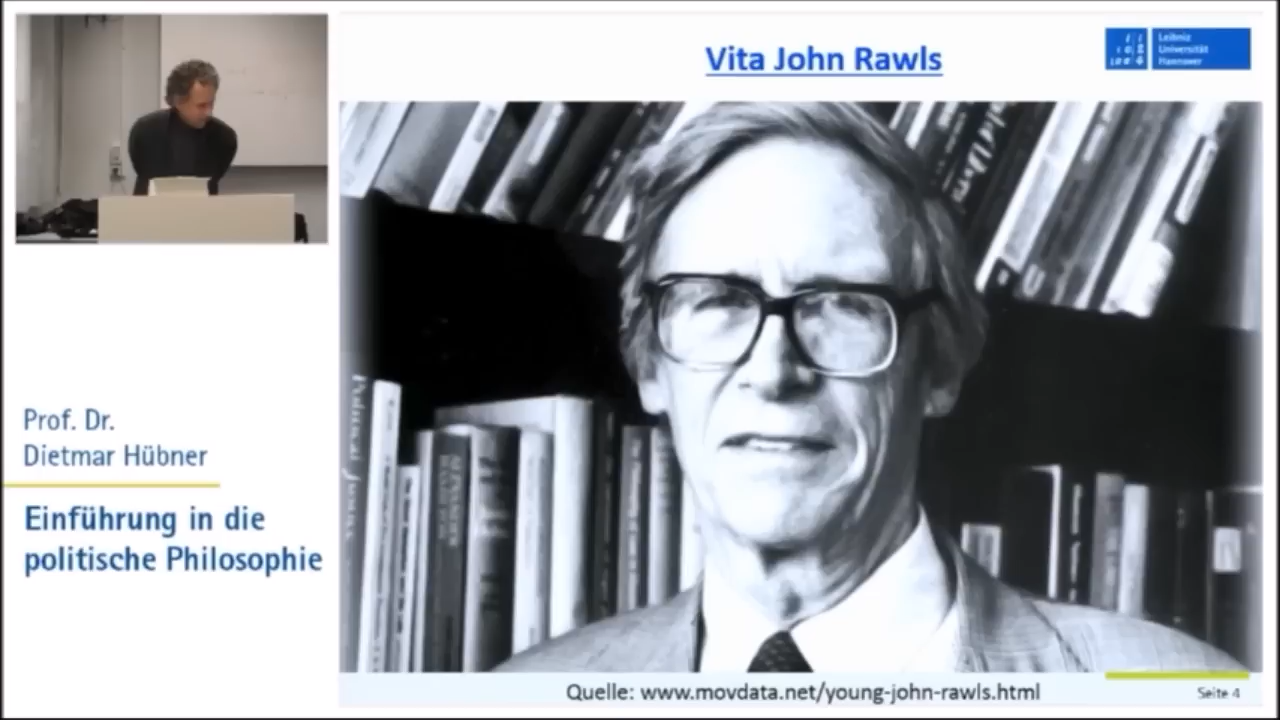 Vita John Rawls
Leibniz
Universität
Hannover
Prof. Dr.
Dietmar Hübner
Einführung in die
politische Philosophie
Quelle: www.movdata.net/young-john-rawls.html
Seite 4